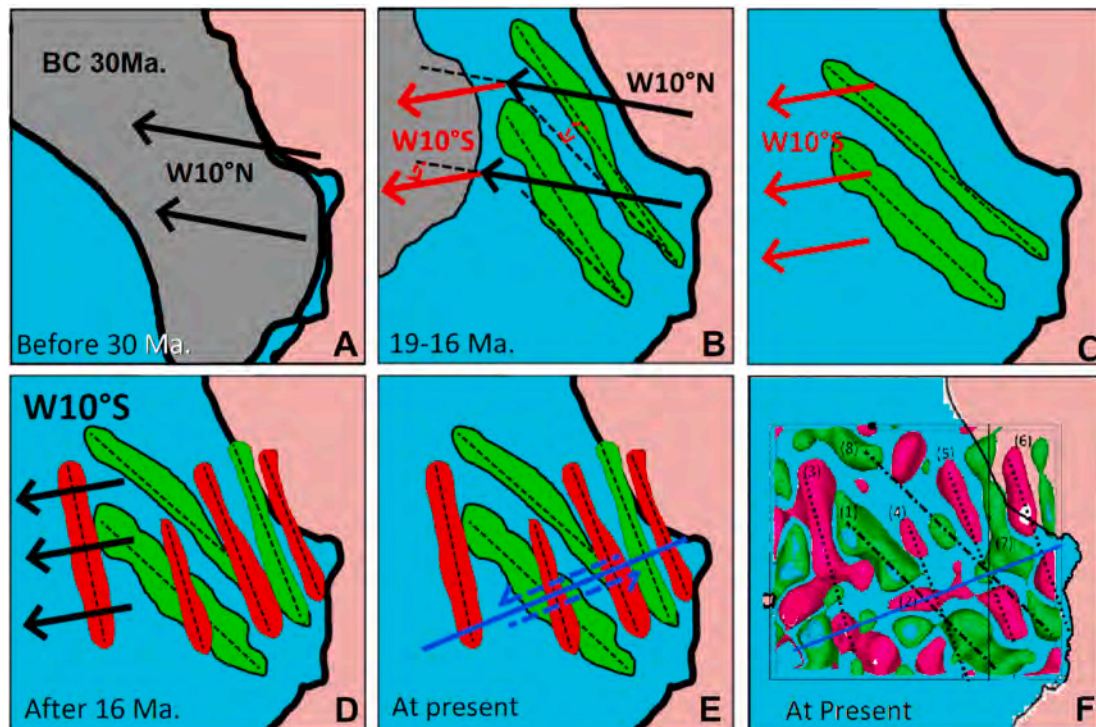 BC 30Ma.
W10°N
Before 30 Ma.
A
W10°N
W10°S
19-16 Ma.
B
W10°S
C
W10°S
After 16 Ma.
D
At present
E
(8)
(6)
(5)
(3)
(1)
(4)
(7)
(2)
At Present
F